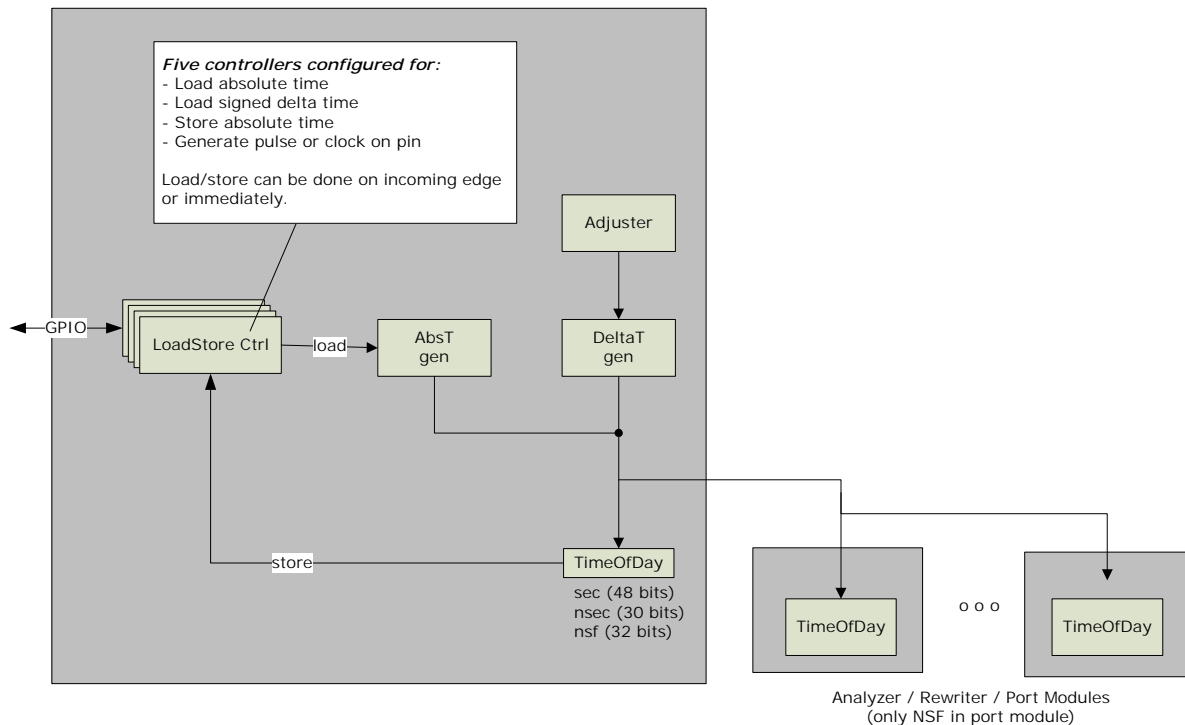 Five controllers configured for:
- Load absolute time
- Load signed delta time
- Store absolute time
- Generate pulse or clock on pin
Load/store can be done on incoming edge
or immediately.
Adjuster
GPIO
LoadStore Ctrl
load
AbsT
gen
DeltaT
gen
store
TimeOfDay
sec (48 bits)
nsec (30 bits)
nsf (32 bits)
TimeOfDay
o o o
TimeOfDay
Analyzer / Rewriter / Port Modules
(only NSF in port module)